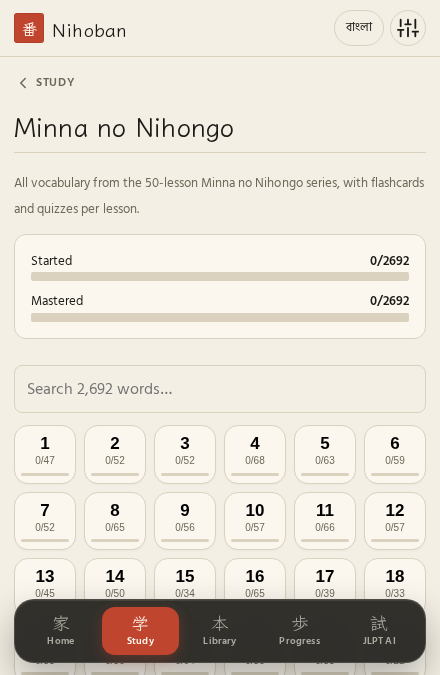 番 Nihoban
বাংলা
STUDY
Minna no Nihongo
All vocabulary from the 50-lesson Minna no Nihongo series, with flashcards
and quizzes per lesson.
Started 0/2692
Mastered 0/2692
Search 2,692 words...
1 2 3 4 5 6
0/47 0/52 0/52 0/68 0/63 0/59
7 8 9 10 11 12
0/52 0/65 0/56 0/57 0/66 0/57
13 14 15 16 17 18
0/45 0/50 0/34 0/65 0/39 0/33
家 学 本 歩 試
Home Study Library Progress JLPT AI